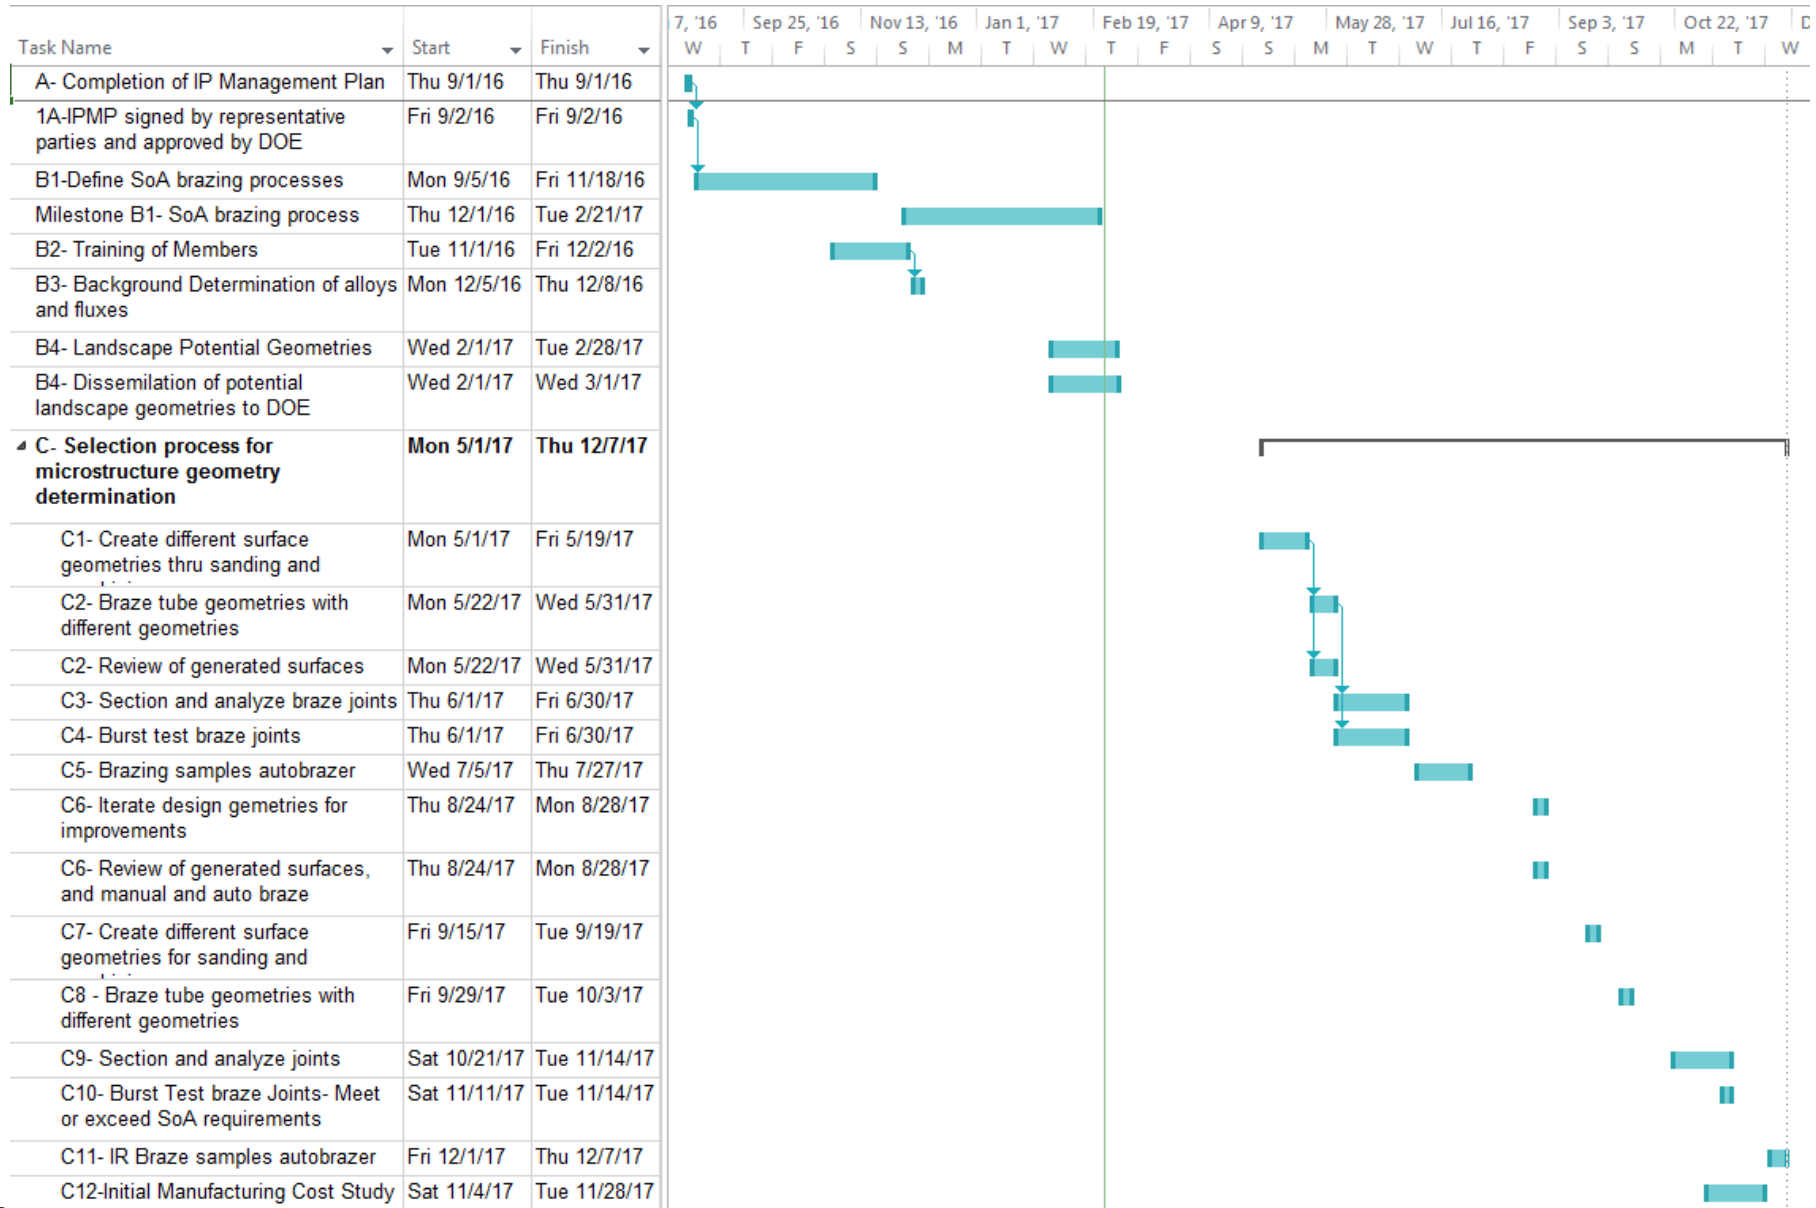 7, '16 Sep 25, '16 Nov 13, '16 Jan 1, '17 Feb 19, '17 Apr 9, '17 May 28, '17 Jul 16, '17 Sep 3, '17 Oct 22, '17 D
Task Name Start Finish W T F S S M T W T F S S M T W T F S S M T W
A- Completion of IP Management Plan Thu 9/1/16 Thu 9/1/16
1A-IPMP signed by representative Fri 9/2/16 Fri 9/2/16
parties and approved by DOE
B1-Define SoA brazing processes Mon 9/5/16 Fri 11/18/16
Milestone B1- SoA brazing process Thu 12/1/16 Tue 2/21/17
B2- Training of Members Tue 11/1/16 Fri 12/2/16
B3- Background Determination of alloys Mon 12/5/16 Thu 12/8/16
and fluxes
B4- Landscape Potential Geometries Wed 2/1/17 Tue 2/28/17
B4- Dissemilation of potential Wed 2/1/17 Wed 3/1/17
landscape geometries to DOE
C- Selection process for Mon 5/1/17 Thu 12/7/17
microstructure geometry
determination
C1- Create different surface Mon 5/1/17 Fri 5/19/17
geometries thru sanding and
C2- Braze tube geometries with Mon 5/22/17 Wed 5/31/17
different geometries
C2- Review of generated surfaces Mon 5/22/17 Wed 5/31/17
C3- Section and analyze braze joints Thu 6/1/17 Fri 6/30/17
C4- Burst test braze joints Thu 6/1/17 Fri 6/30/17
C5- Brazing samples autobrazer Wed 7/5/17 Thu 7/27/17
C6- Iterate design gemetries for Thu 8/24/17 Mon 8/28/17
improvements
C6- Review of generated surfaces, Thu 8/24/17 Mon 8/28/17
and manual and auto braze
C7- Create different surface Fri 9/15/17 Tue 9/19/17
geometries for sanding and
C8 - Braze tube geometries with Fri 9/29/17 Tue 10/3/17
different geometries
C9- Section and analyze joints Sat 10/21/17 Tue 11/14/17
C10- Burst Test braze Joints- Meet Sat 11/11/17 Tue 11/14/17
or exceed SoA requirements
C11- IR Braze samples autobrazer Fri 12/1/17 Thu 12/7/17
C12-Initial Manufacturing Cost Study Sat 11/4/17 Tue 11/28/17